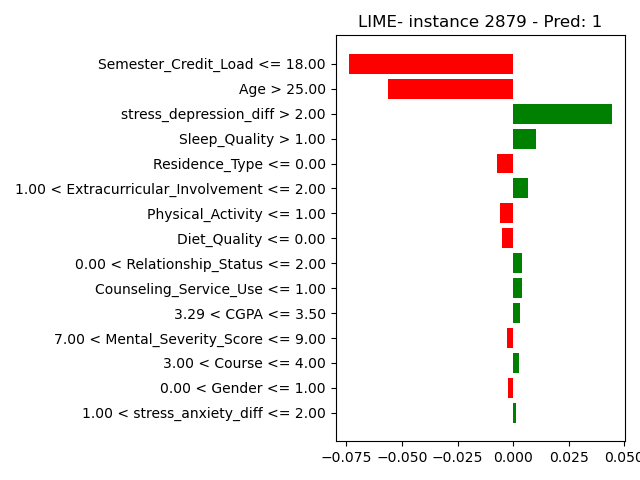 LIME- instance 2879 - Pred: 1
Semester_Credit_Load <= 18.00
Age > 25.00
stress_depression_diff > 2.00
Sleep_Quality > 1.00
Residence_Type <= 0.00
1.00 < Extracurricular_Involvement <= 2.00
Physical_Activity <= 1.00
Diet_Quality <= 0.00
0.00 < Relationship_Status <= 2.00
Counseling_Service_Use <= 1.00
3.29 < CGPA <= 3.50
7.00 < Mental_Severity_Score <= 9.00
3.00 < Course <= 4.00
0.00 < Gender <= 1.00
1.00 < stress_anxiety_diff <= 2.00
−0.075 −0.050 −0.025 0.000 0.025 0.050